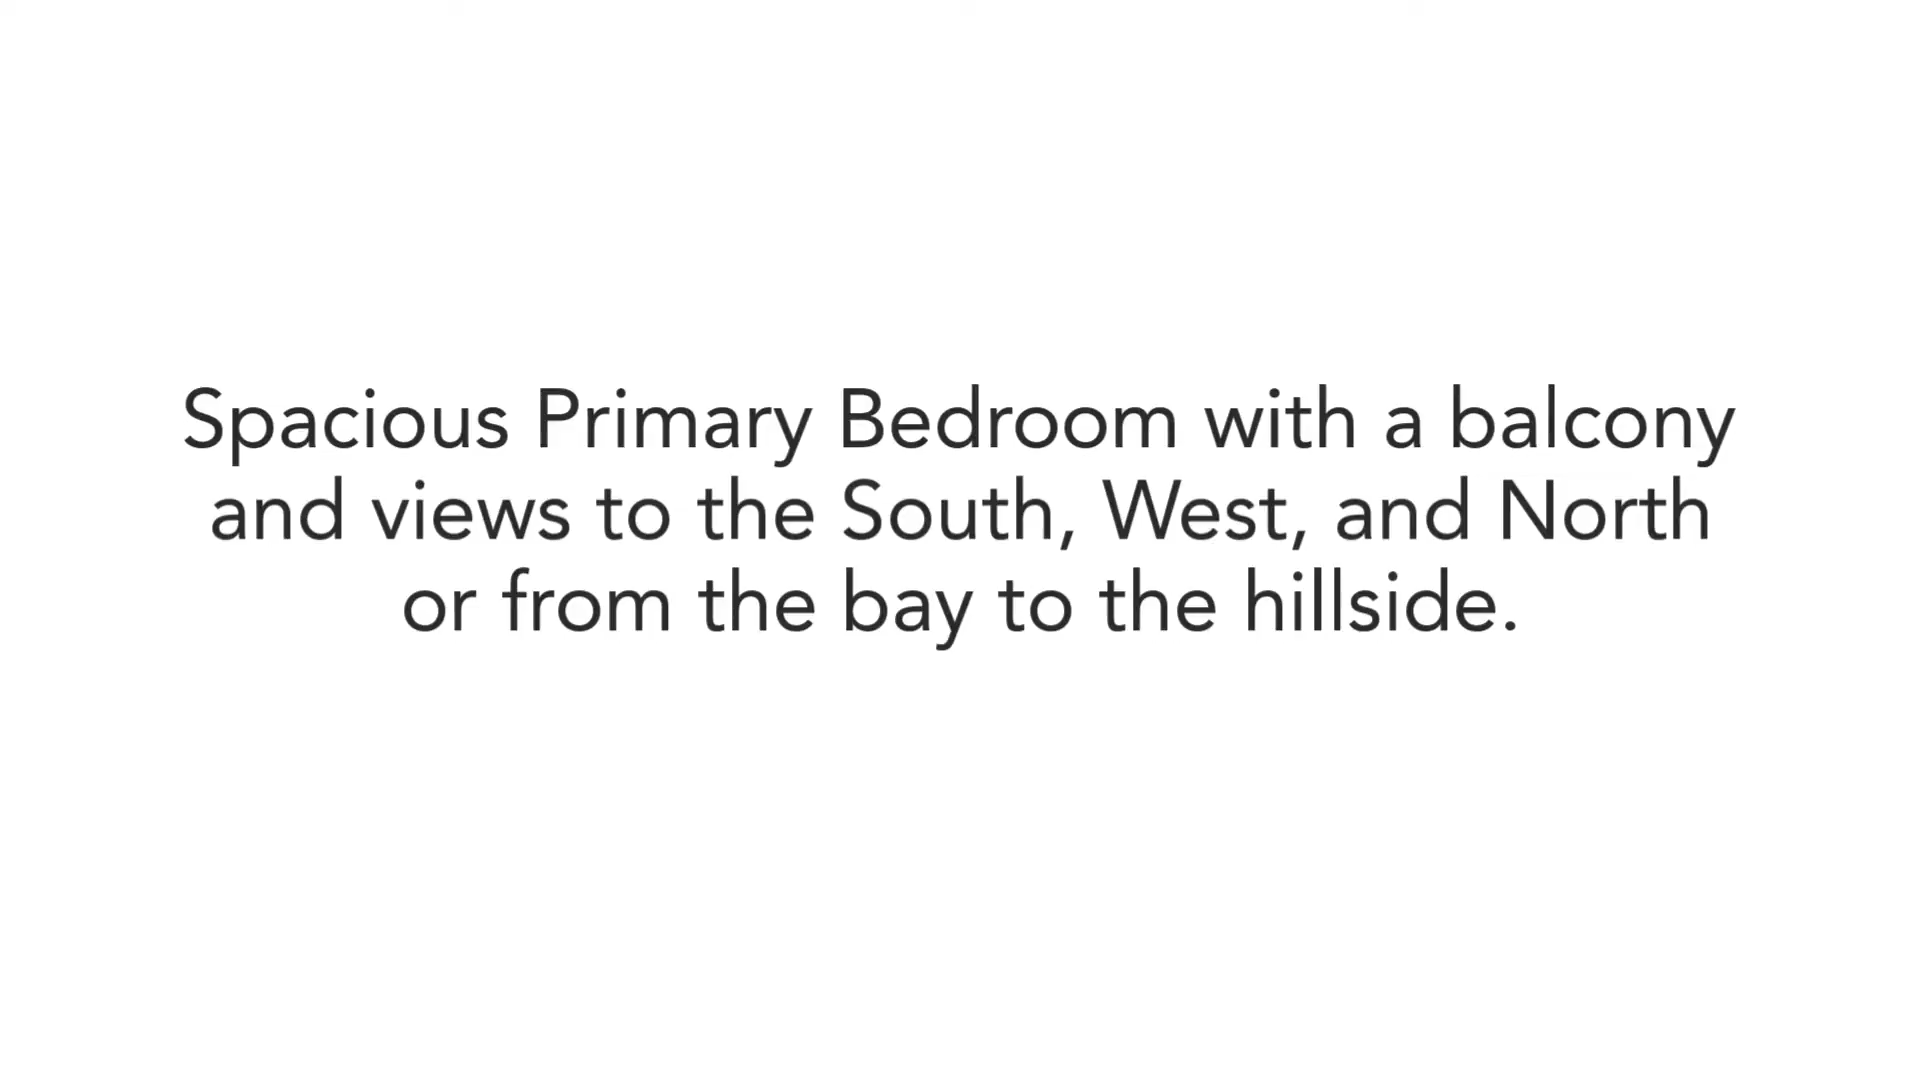 Spacious Primary Bedroom with a balcony
and views to the South, West, and North
or from the bay to the hillside.